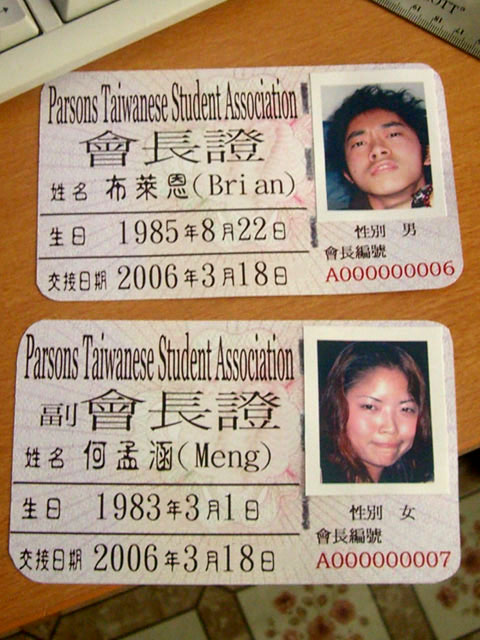 Parsons Taiwanese Student Association
會長證
姓名 布萊恩(Brian)
生日 1985年8月22日
交接日期 2006年3月18日
性別 男
會長編號
A000000006
Parsons Taiwanese Student Association
副會長證
姓名 何孟涵(Meng)
生日 1983年3月1日
交接日期 2006年3月18日
性別 女
會長編號
A000000007